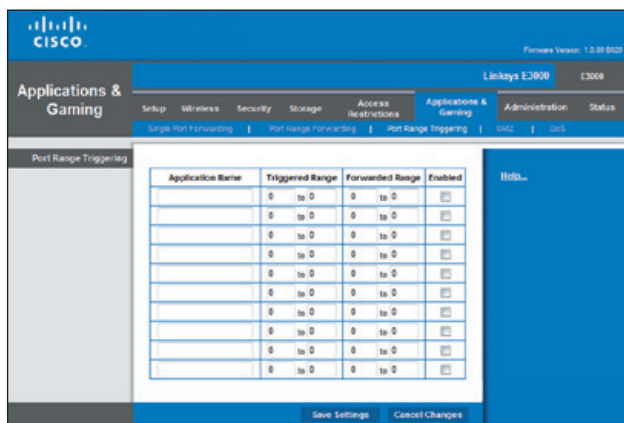 CISCO
Firmware Version: 1.0.00 B020
Linksys E3000
E3000
Applications & Gaming
Setup Wireless Security Storage Access Restrictions Applications & Gaming Administration Status
Single Port Forwarding | Port Range Forwarding | Port Range Triggering | DMZ | QoS
Port Range Triggering
Application Name Triggered Range Forwarded Range Enabled
0 to 0 0 to 0
0 to 0 0 to 0
0 to 0 0 to 0
0 to 0 0 to 0
0 to 0 0 to 0
0 to 0 0 to 0
0 to 0 0 to 0
0 to 0 0 to 0
0 to 0 0 to 0
0 to 0 0 to 0
Help...
Save Settings Cancel Changes